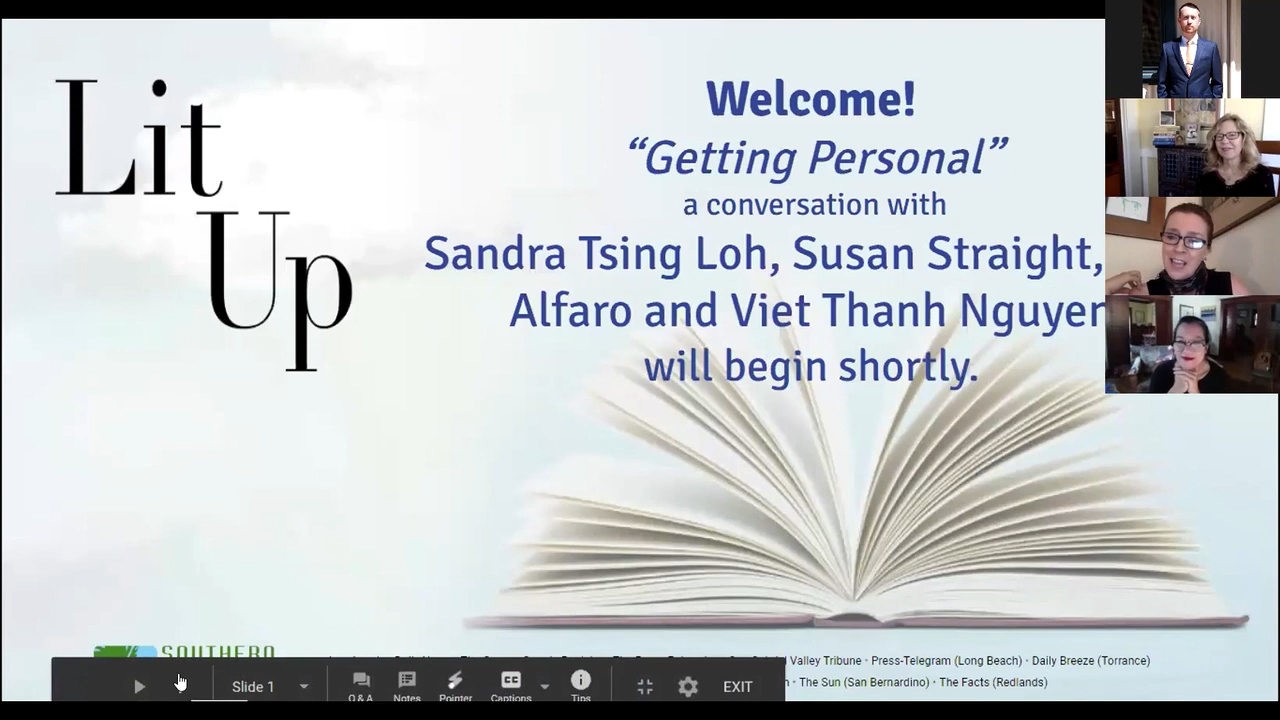 Lit
Up
Welcome!
“Getting Personal”
a conversation with
Sandra Tsing Loh, Susan Straight,
Alfaro and Viet Thanh Nguyen
will begin shortly.
SOUTHERN
Valley Tribune · Press-Telegram (Long Beach) · Daily Breeze (Torrance)
· The Sun (San Bernardino) · The Facts (Redlands)
Slide 1
Q & A
Notes
Pointer
Captions
Tips
EXIT